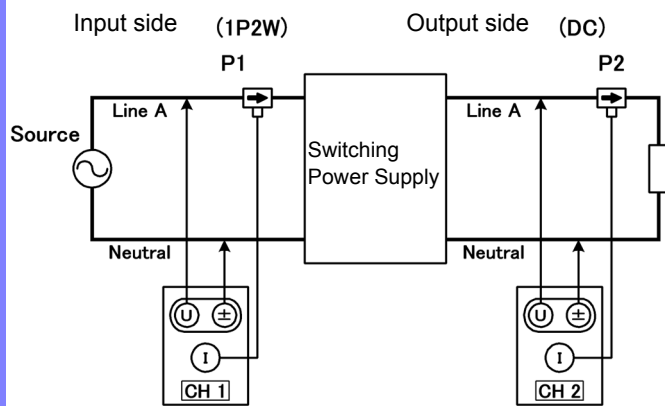 Input side (1P2W) Output side (DC)
P1 P2
Line A Line A
Source
Switching
Power Supply
Neutral Neutral
U ± U ±
I I
CH 1 CH 2